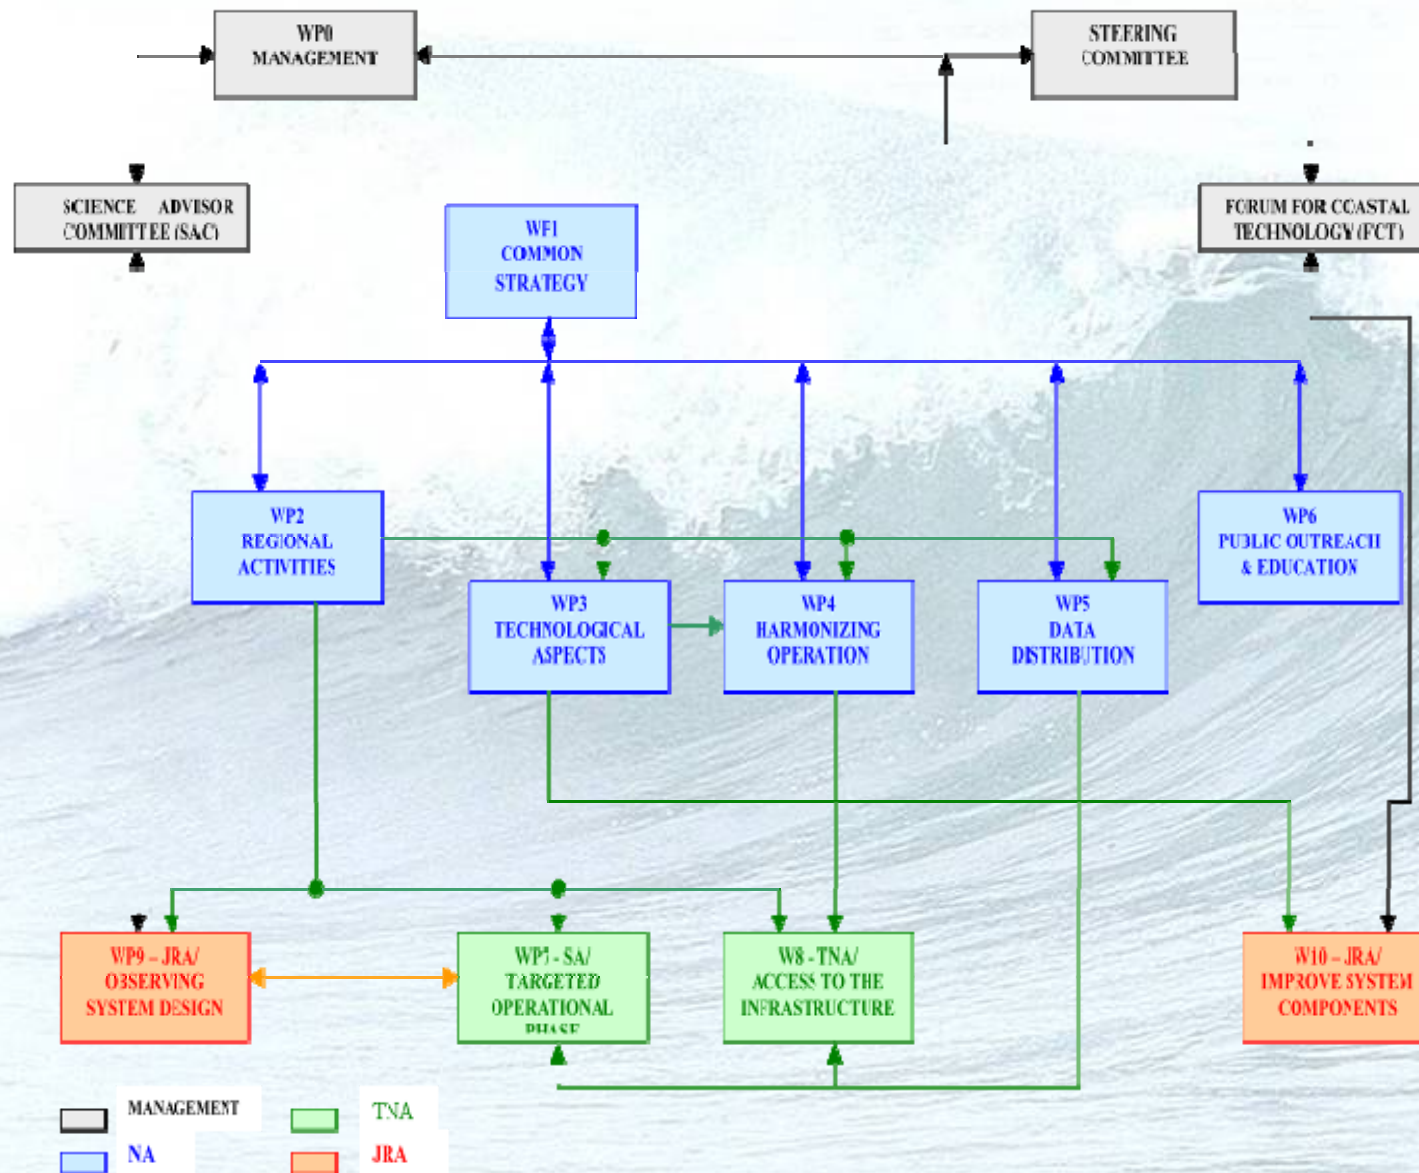 WP0
MANAGEMENT
STEERING
COMMITTEE
SCIENCE ADVISOR
COMMITTEE (SAC)
FORUM FOR COASTAL
TECHNOLOGY (FCT)
WP1
COMMON
STRATEGY
WP2
REGIONAL
ACTIVITIES
WP3
TECHNOLOGICAL
ASPECTS
WP4
HARMONIZING
OPERATION
WP5
DATA
DISTRIBUTION
WP6
PUBLIC OUTREACH
& EDUCATION
WP9 – JRA/
OBSERVING
SYSTEM DESIGN
WP7 - SA/
TARGETED
OPERATIONAL
PHASE
W8 - TNA/
ACCESS TO THE
INFRASTRUCTURE
W10 – JRA/
IMPROVE SYSTEM
COMPONENTS
MANAGEMENT
TNA
NA
JRA